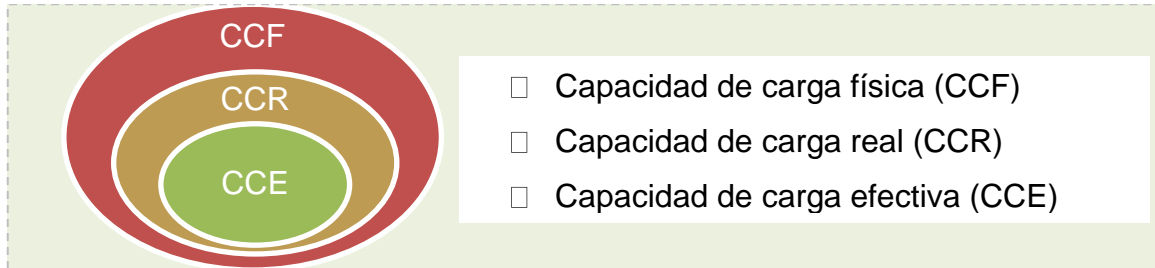 CCF
CCR
CCE
□ Capacidad de carga física (CCF)
□ Capacidad de carga real (CCR)
□ Capacidad de carga efectiva (CCE)